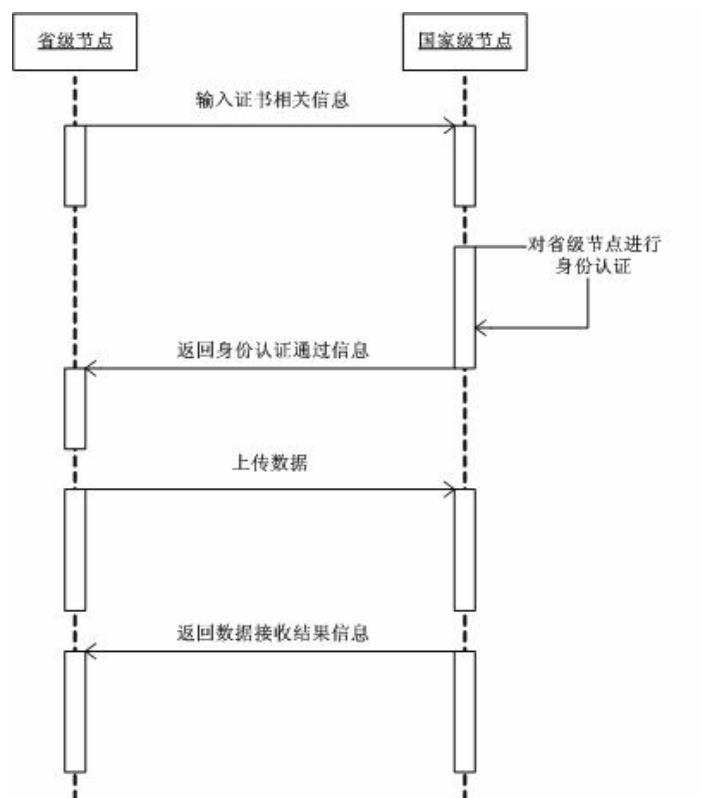 省级节点
国家级节点
输入证书相关信息
对省级节点进行
身份认证
返回身份认证通过信息
上传数据
返回数据接收结果信息